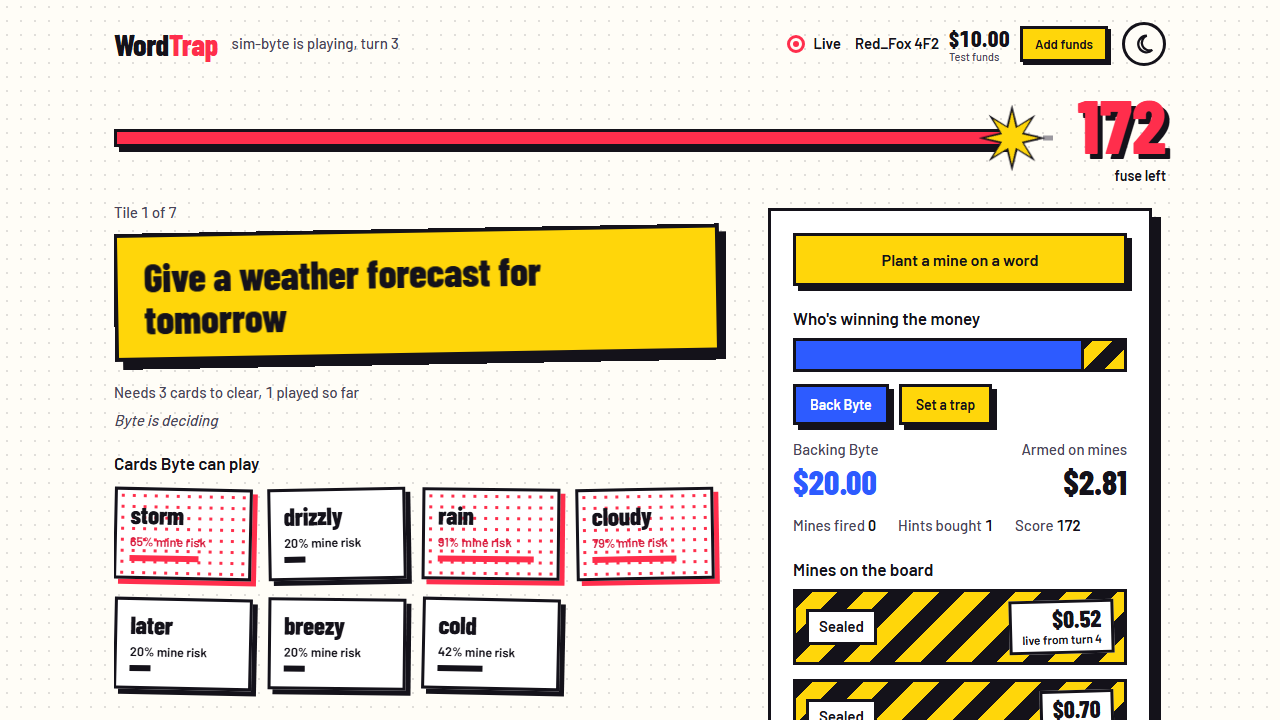 WordTrap sim-byte is playing, turn 3
Live Red_Fox 4F2 $10.00 Add funds
Test funds
172
fuse left
Tile 1 of 7
Give a weather forecast for
tomorrow
Needs 3 cards to clear, 1 played so far
Byte is deciding
Cards Byte can play
storm
65% mine risk
drizzly
20% mine risk
rain
91% mine risk
cloudy
79% mine risk
later
20% mine risk
breezy
20% mine risk
cold
42% mine risk
Plant a mine on a word
Who's winning the money
Back Byte Set a trap
Backing Byte Armed on mines
$20.00 $2.81
Mines fired 0 Hints bought 1 Score 172
Mines on the board
Sealed
$0.52
live from turn 4
Sealed
$0.70